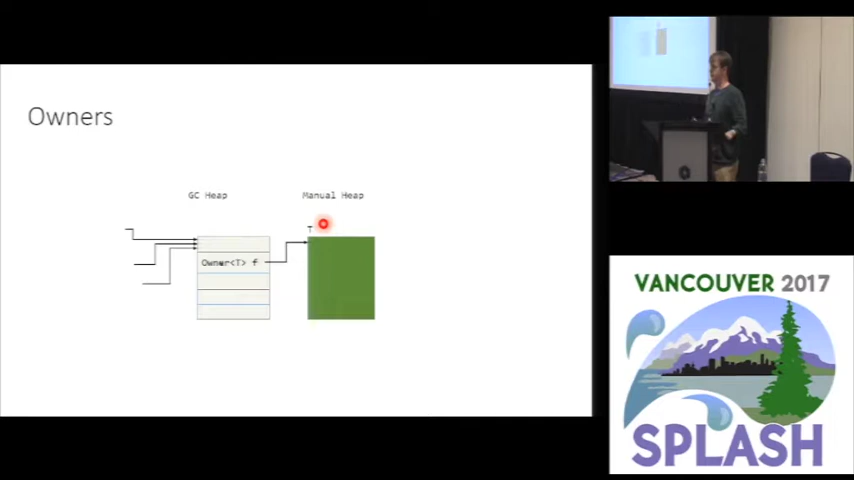 Owners
GC Heap
Manual Heap
T
Owner<T> f
VANCOUVER 2017
SPLASH